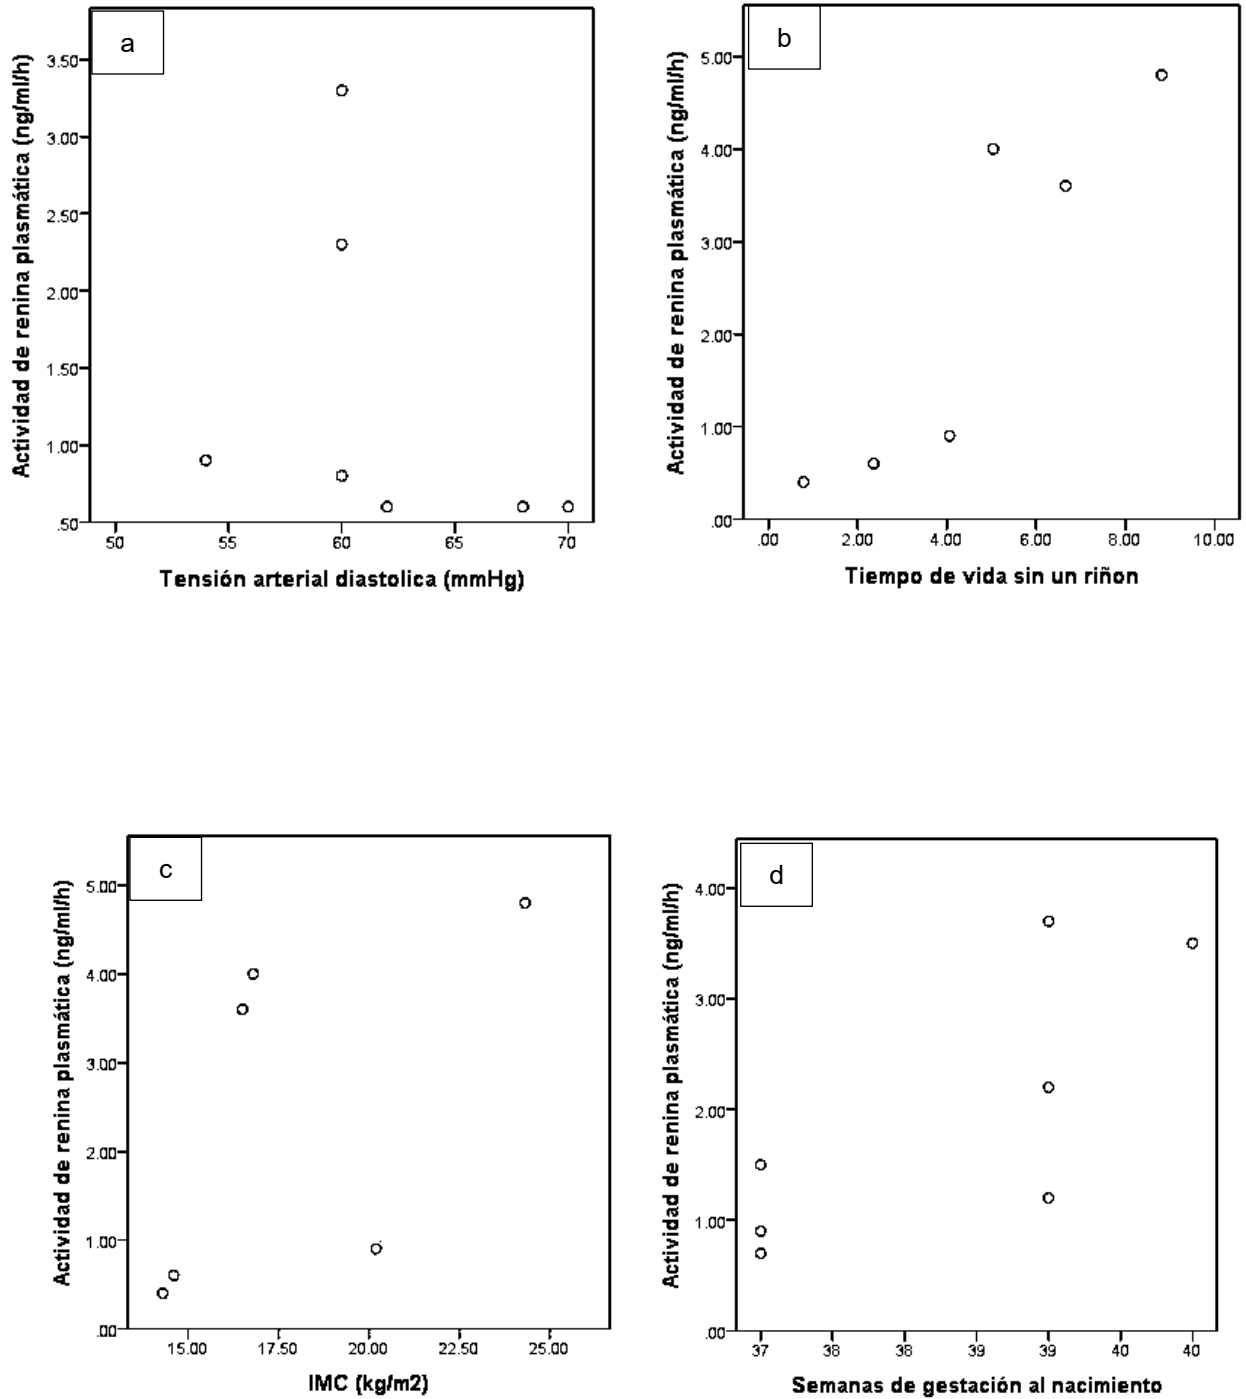 a
Actividad de renina plasmática (ng/ml/h)
3.50
3.00
2.50
2.00
1.50
1.00
.50
50 55 60 65 70
Tensión arterial diastolica (mmHg)
b
Actividad de renina plasmática (ng/ml/h)
5.00
4.00
3.00
2.00
1.00
.00
.00 2.00 4.00 6.00 8.00 10.00
Tiempo de vida sin un riñon
c
Actividad de renina plasmática (ng/ml/h)
5.00
4.00
3.00
2.00
1.00
.00
15.00 17.50 20.00 22.50 25.00
IMC (kg/m2)
d
Actividad de renina plasmática (ng/ml/h)
4.00
3.00
2.00
1.00
.00
37 38 38 39 39 40 40
Semanas de gestación al nacimiento